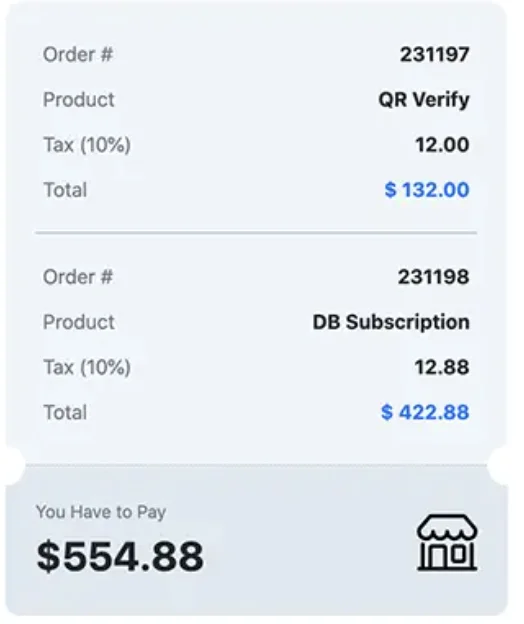 Order # 231197
Product QR Verify
Tax (10%) 12.00
Total $ 132.00
Order # 231198
Product DB Subscription
Tax (10%) 12.88
Total $ 422.88
You Have to Pay
$554.88